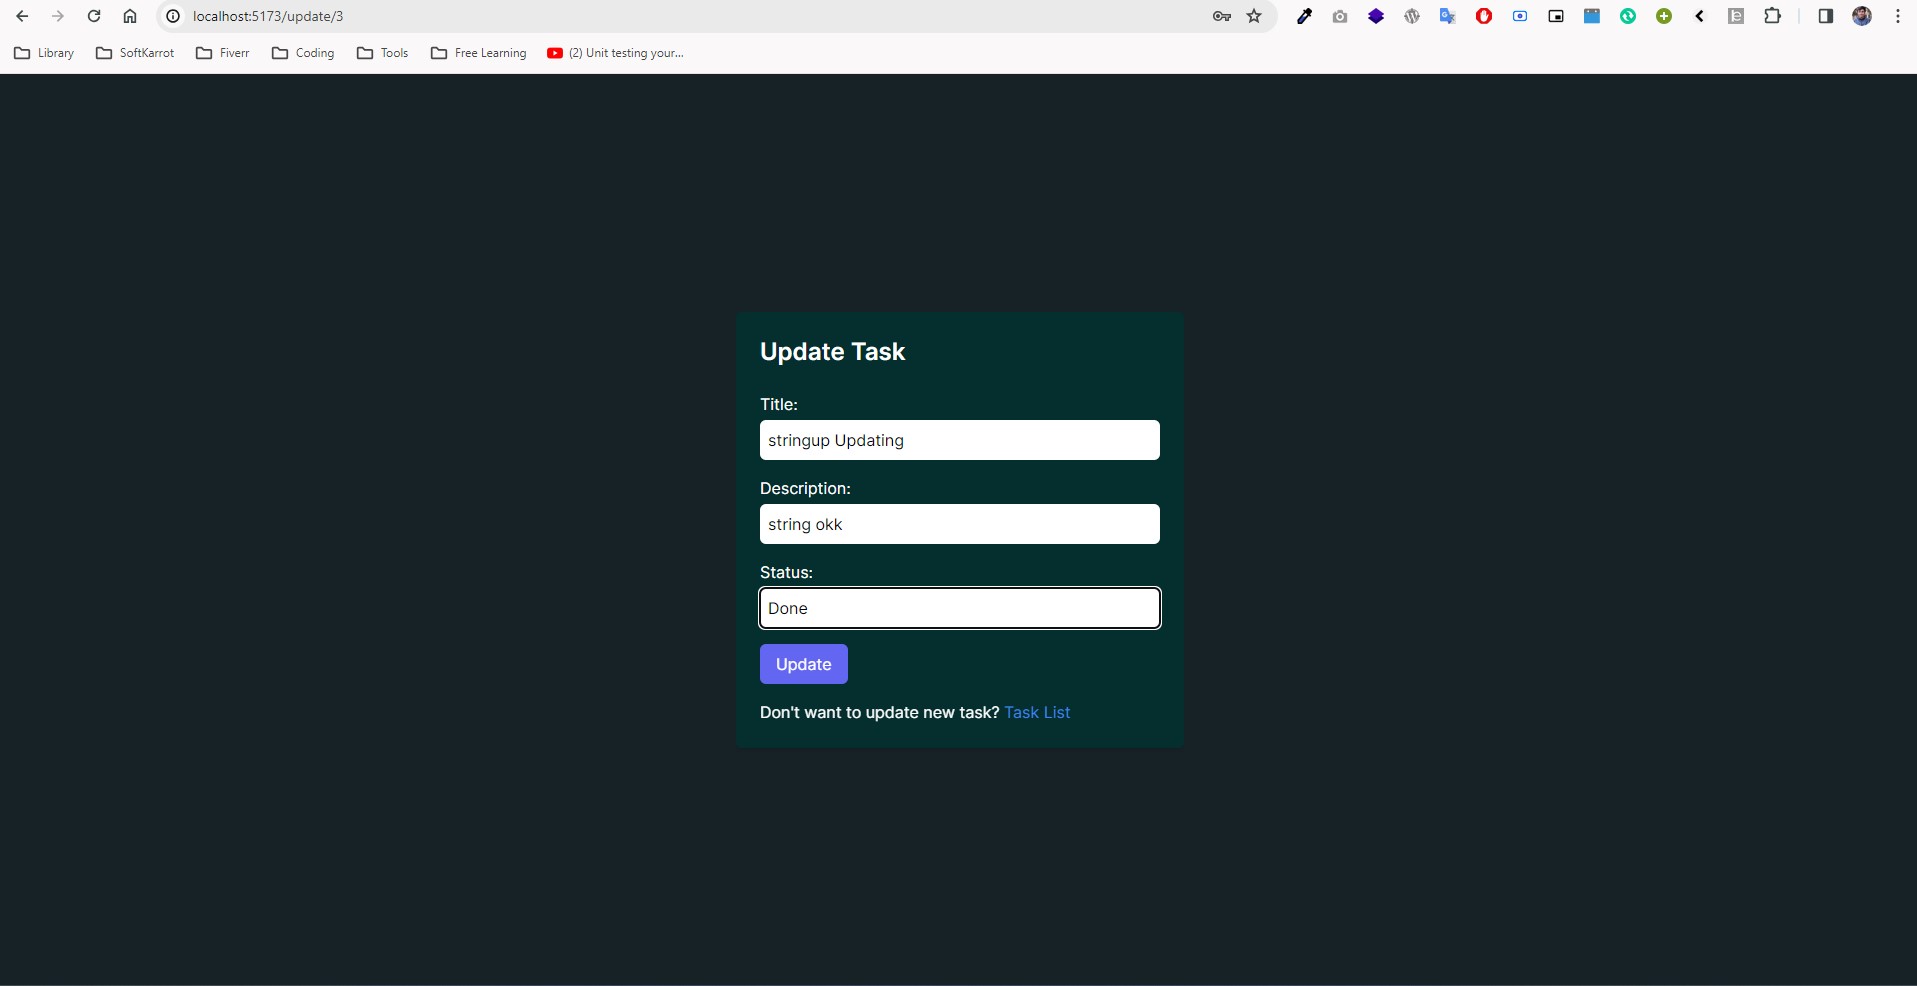 localhost:5173/update/3
Library SoftKarrot Fiverr Coding Tools Free Learning (2) Unit testing your...
Update Task
Title:
stringup Updating
Description:
string okk
Status:
Done
Update
Don't want to update new task? Task List